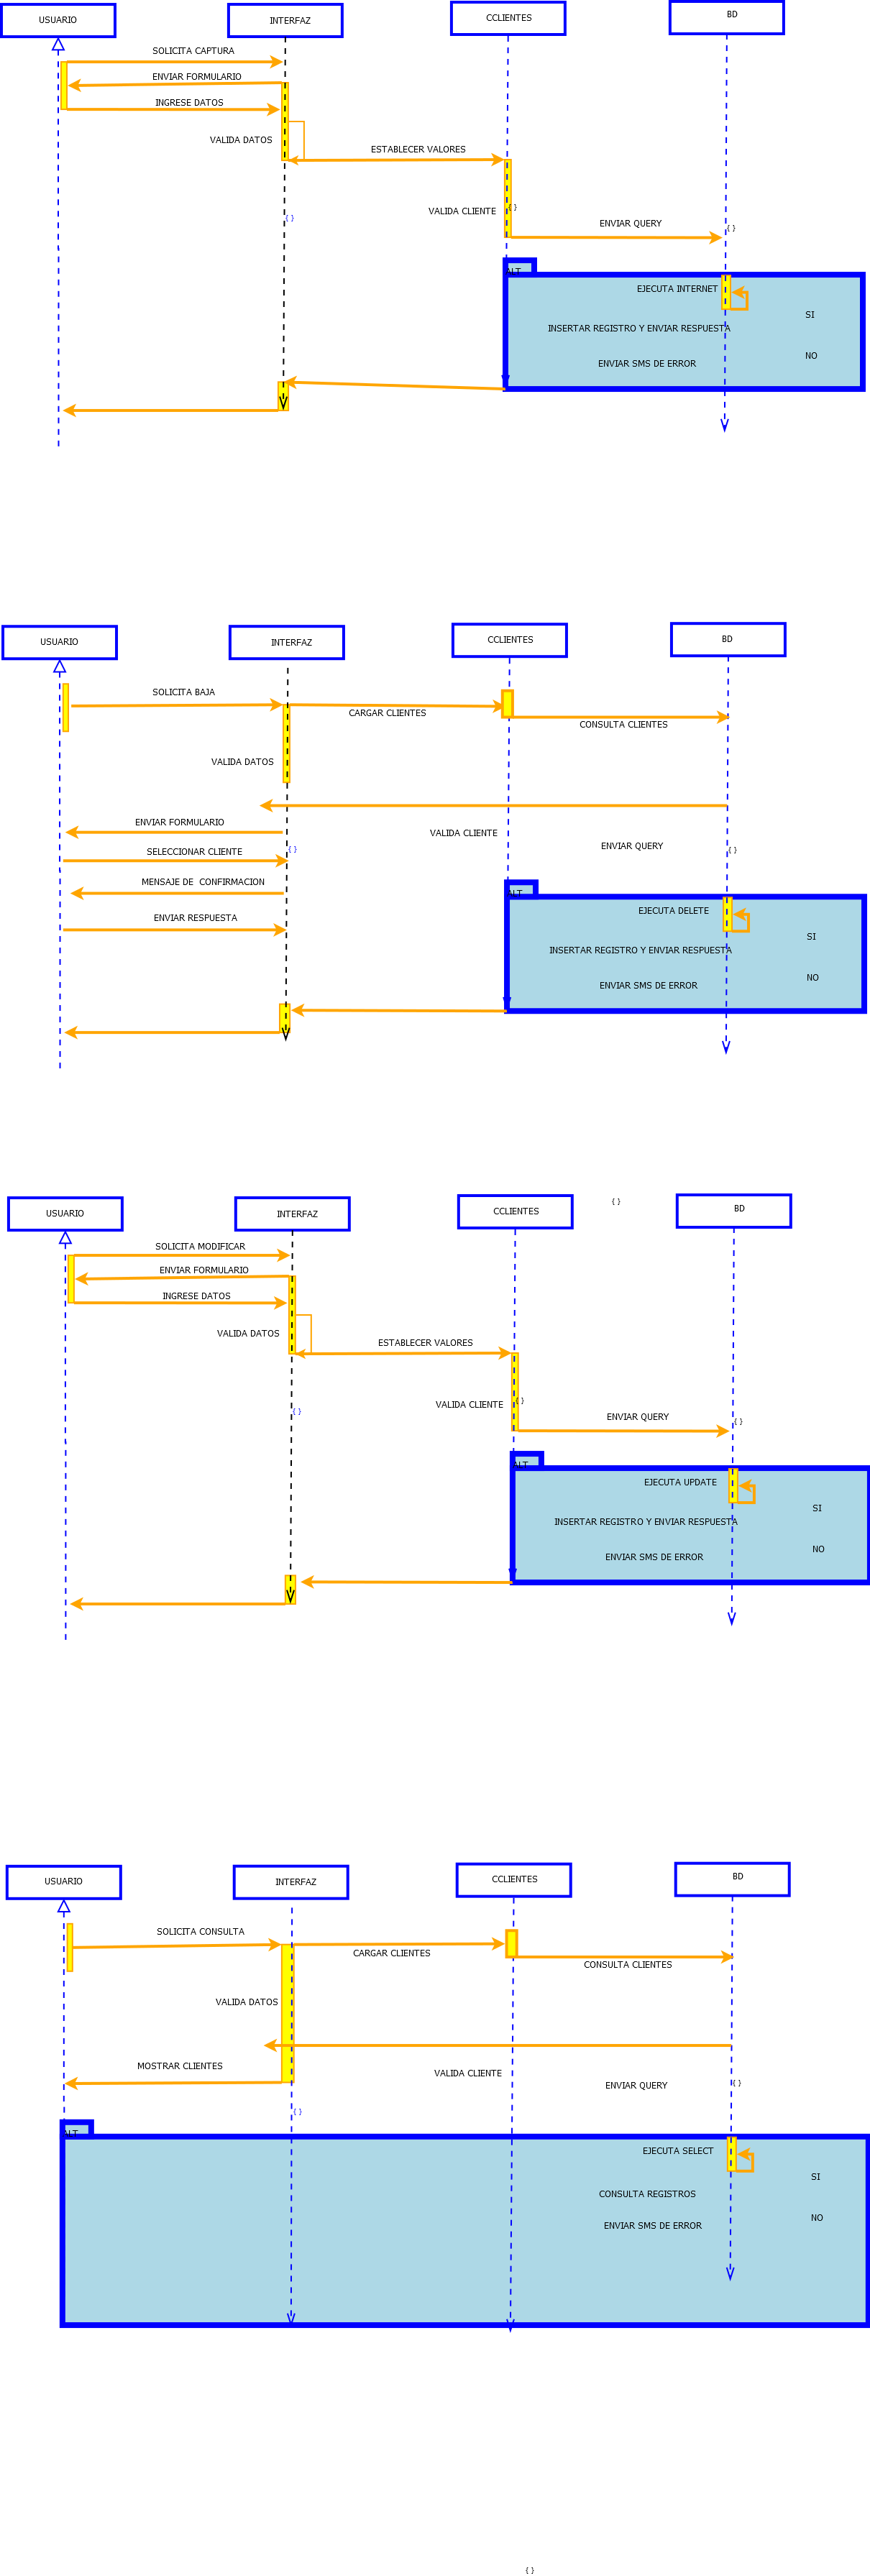 USUARIO
INTERFAZ
CCLIENTES
BD
SOLICITA CAPTURA
ENVIAR FORMULARIO
INGRESE DATOS
VALIDA DATOS
ESTABLECER VALORES
VALIDA CLIENTE
{ }
{ }
ENVIAR QUERY
{ }
ALT
EJECUTA INTERNET
SI
INSERTAR REGISTRO Y ENVIAR RESPUESTA
NO
ENVIAR SMS DE ERROR
USUARIO
INTERFAZ
CCLIENTES
BD
SOLICITA BAJA
CARGAR CLIENTES
CONSULTA CLIENTES
VALIDA DATOS
ENVIAR FORMULARIO
VALIDA CLIENTE
SELECCIONAR CLIENTE
{ }
ENVIAR QUERY
{ }
MENSAJE DE  CONFIRMACION
ENVIAR RESPUESTA
ALT
EJECUTA DELETE
SI
INSERTAR REGISTRO Y ENVIAR RESPUESTA
NO
ENVIAR SMS DE ERROR
{ }
USUARIO
INTERFAZ
CCLIENTES
BD
SOLICITA MODIFICAR
ENVIAR FORMULARIO
INGRESE DATOS
VALIDA DATOS
ESTABLECER VALORES
VALIDA CLIENTE
{ }
{ }
ENVIAR QUERY
{ }
ALT
EJECUTA UPDATE
SI
INSERTAR REGISTRO Y ENVIAR RESPUESTA
NO
ENVIAR SMS DE ERROR
USUARIO
INTERFAZ
CCLIENTES
BD
SOLICITA CONSULTA
CARGAR CLIENTES
CONSULTA CLIENTES
VALIDA DATOS
MOSTRAR CLIENTES
VALIDA CLIENTE
ENVIAR QUERY
{ }
{ }
ALT
EJECUTA SELECT
SI
CONSULTA REGISTROS
NO
ENVIAR SMS DE ERROR
{ }